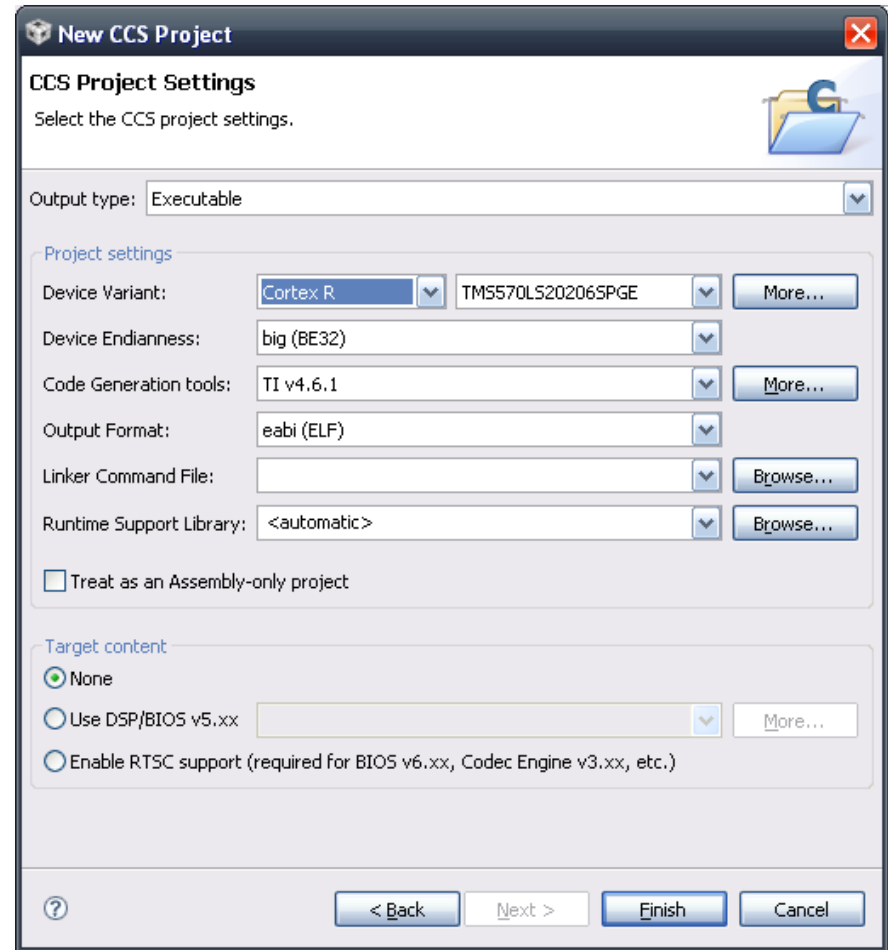 New CCS Project
CCS Project Settings
Select the CCS project settings.
Output type: Executable
Project settings
Device Variant: Cortex R TMS570LS20206SPGE More...
Device Endianness: big (BE32)
Code Generation tools: TI v4.6.1 More...
Output Format: eabi (ELF)
Linker Command File: Browse...
Runtime Support Library: <automatic> Browse...
Treat as an Assembly-only project
Target content
None
Use DSP/BIOS v5.xx More...
Enable RTSC support (required for BIOS v6.xx, Codec Engine v3.xx, etc.)
? < Back Next > Finish Cancel